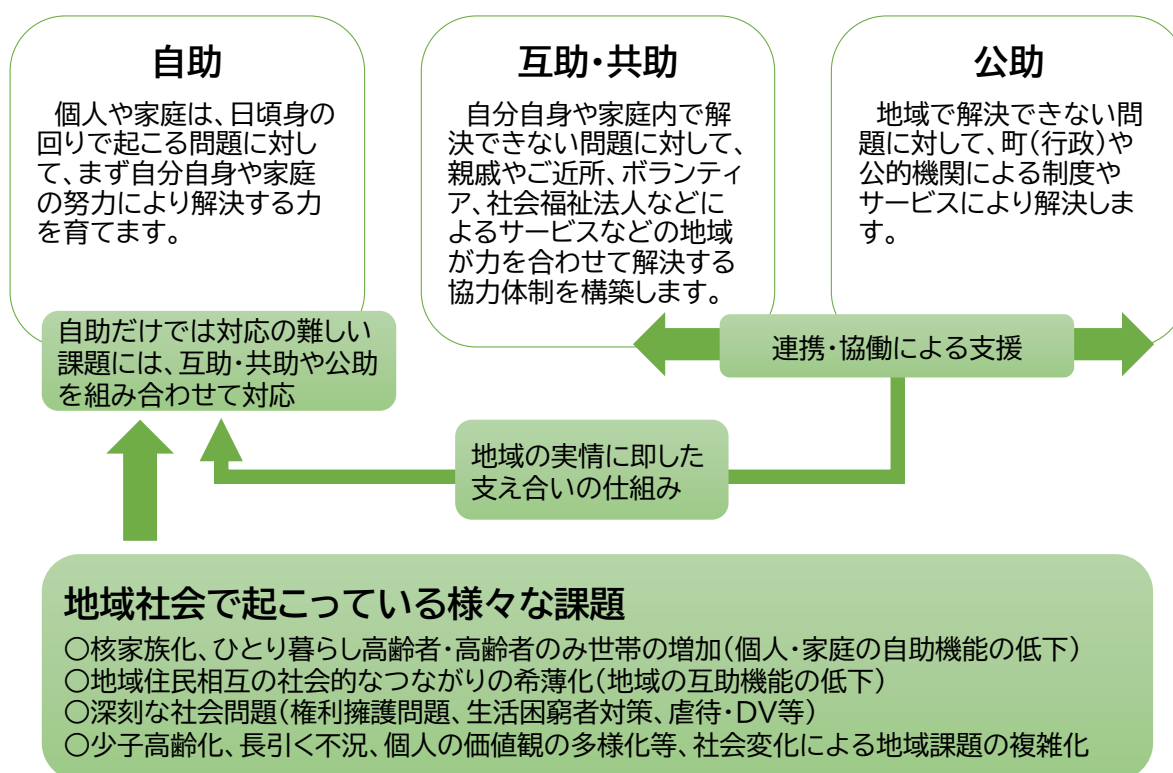 自助
個人や家庭は、日頃身の
回りで起こる問題に対し
て、まず自分自身や家庭
の努力により解決する力
を育てます。
互助・共助
自分自身や家庭内で解
決できない問題に対して、
親戚やご近所、ボランティ
ア、社会福祉法人などに
よるサービスなどの地域
が力を合わせて解決する
協力体制を構築します。
公助
地域で解決できない問
題に対して、町(行政)や
公的機関による制度や
サービスにより解決しま
す。
自助だけでは対応の難しい
課題には、互助・共助や公助
を組み合わせて対応
連携・協働による支援
地域の実情に即した
支え合いの仕組み
地域社会で起こっている様々な課題
○核家族化、ひとり暮らし高齢者・高齢者のみ世帯の増加(個人・家庭の自助機能の低下)
○地域住民相互の社会的なつながりの希薄化(地域の互助機能の低下)
○深刻な社会問題(権利擁護問題、生活困窮者対策、虐待・DV等)
○少子高齢化、長引く不況、個人の価値観の多様化等、社会変化による地域課題の複雑化